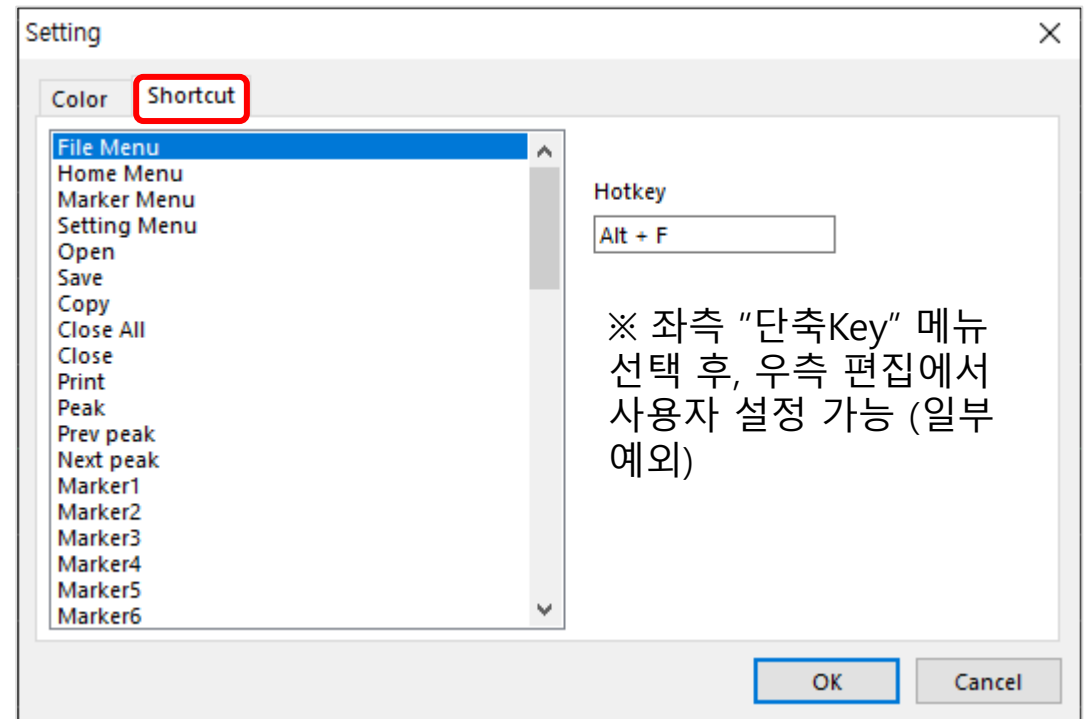 Setting
Color
Shortcut
File Menu
Home Menu
Marker Menu
Setting Menu
Open
Save
Copy
Close All
Close
Print
Peak
Prev peak
Next peak
Marker1
Marker2
Marker3
Marker4
Marker5
Marker6
Hotkey
Alt + F
※ 좌측 “단축Key” 메뉴
선택 후, 우측 편집에서
사용자 설정 가능 (일부
예외)
OK
Cancel